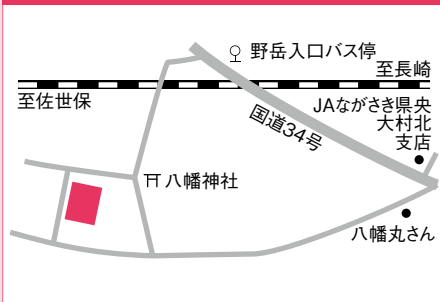 野岳入口バス停
至長崎
至佐世保
JAながさき県央
大村北
支店
国道34号
八幡神社
八幡丸さん